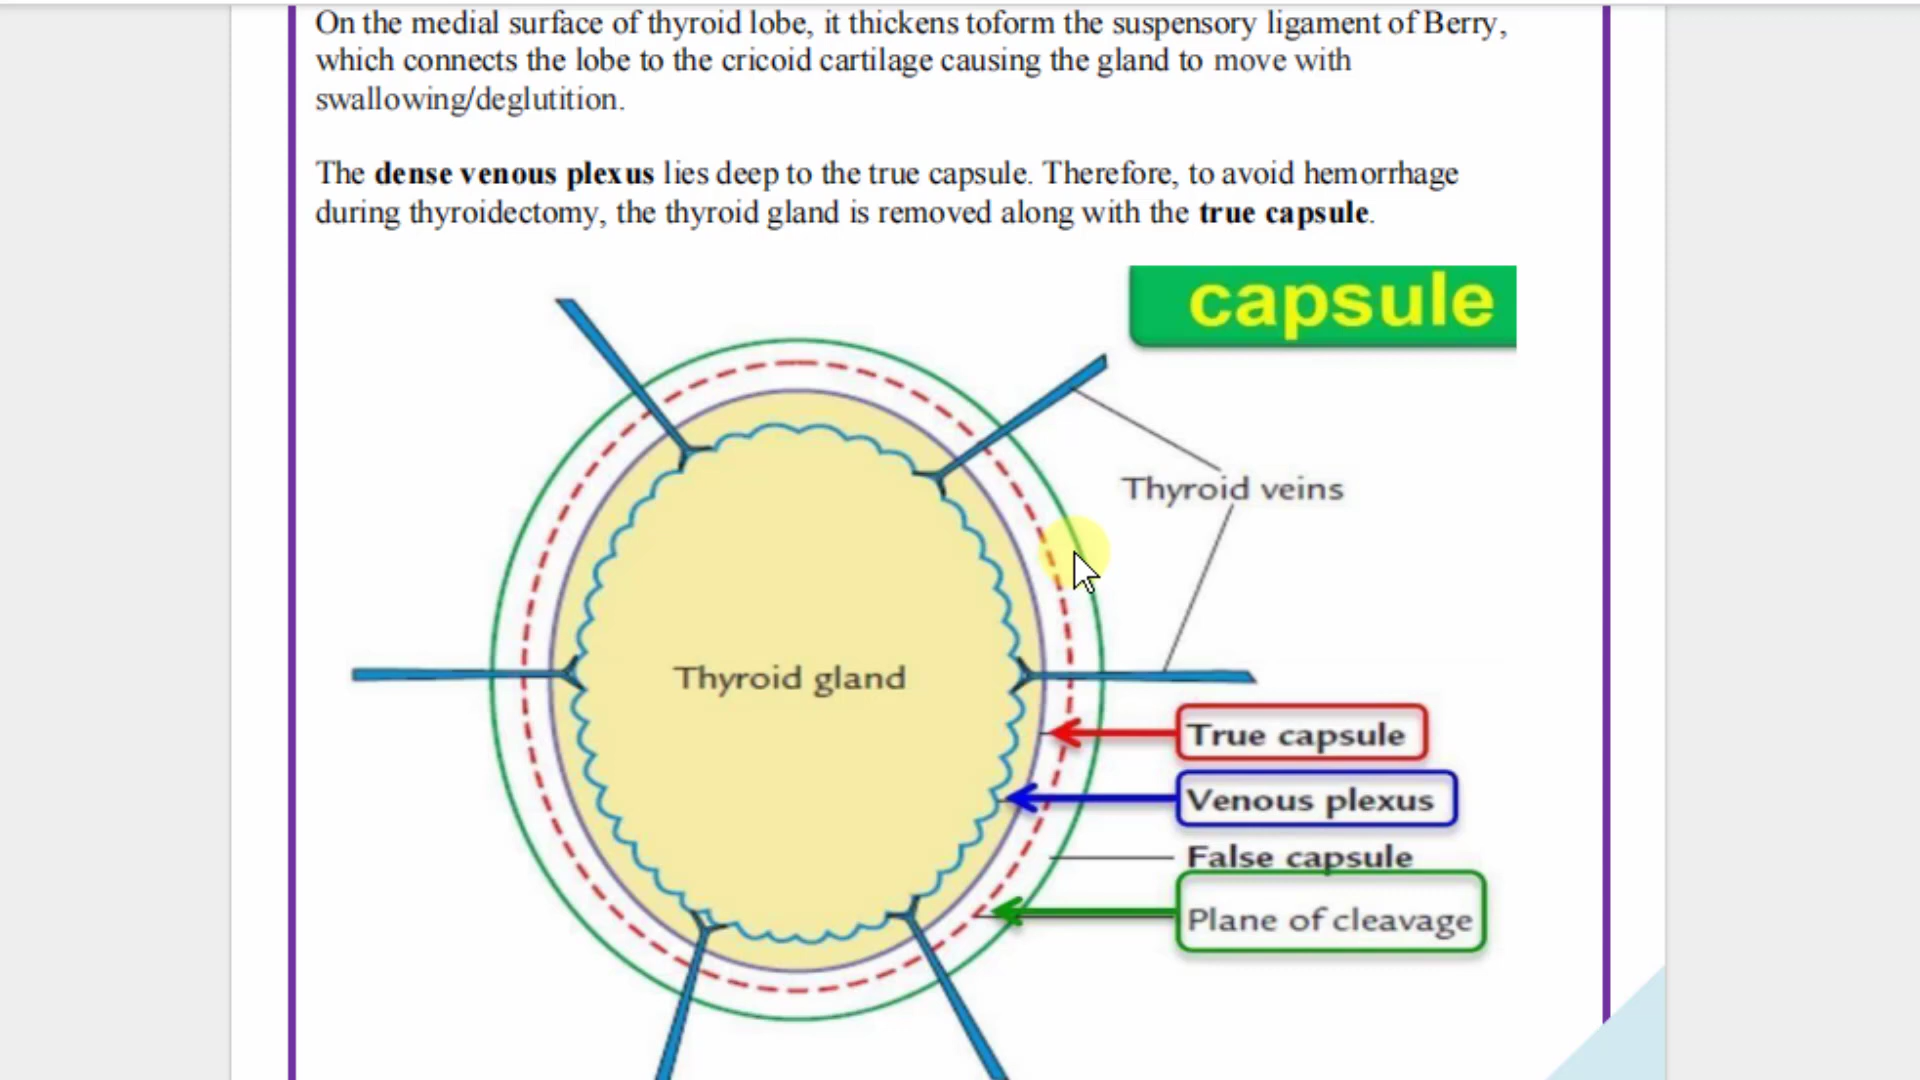 On the medial surface of thyroid lobe, it thickens toform the suspensory ligament of Berry,
which connects the lobe to the cricoid cartilage causing the gland to move with
swallowing/deglutition.
The dense venous plexus lies deep to the true capsule. Therefore, to avoid hemorrhage
during thyroidectomy, the thyroid gland is removed along with the true capsule.
capsule
Thyroid veins
Thyroid gland
True capsule
Venous plexus
False capsule
Plane of cleavage